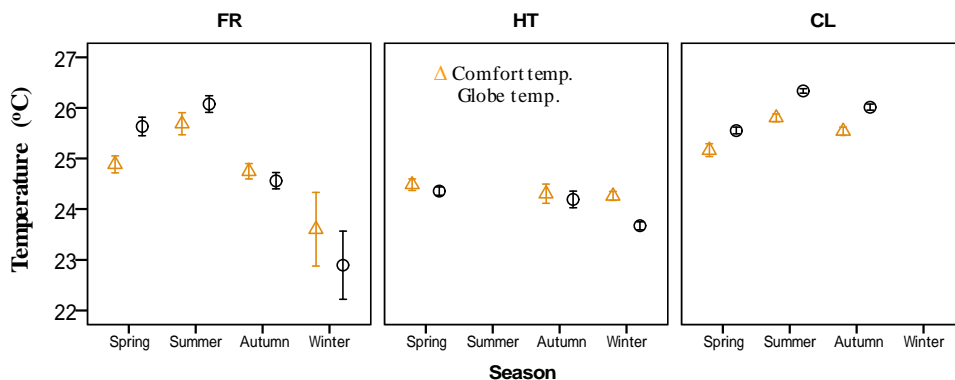 FR HT CL
Temperature (ºC)
27
26
25
24
23
22
Δ Comfort temp.
Globe temp.
Spring Summer Autumn Winter Spring Summer Autumn Winter Spring Summer Autumn Winter
Season